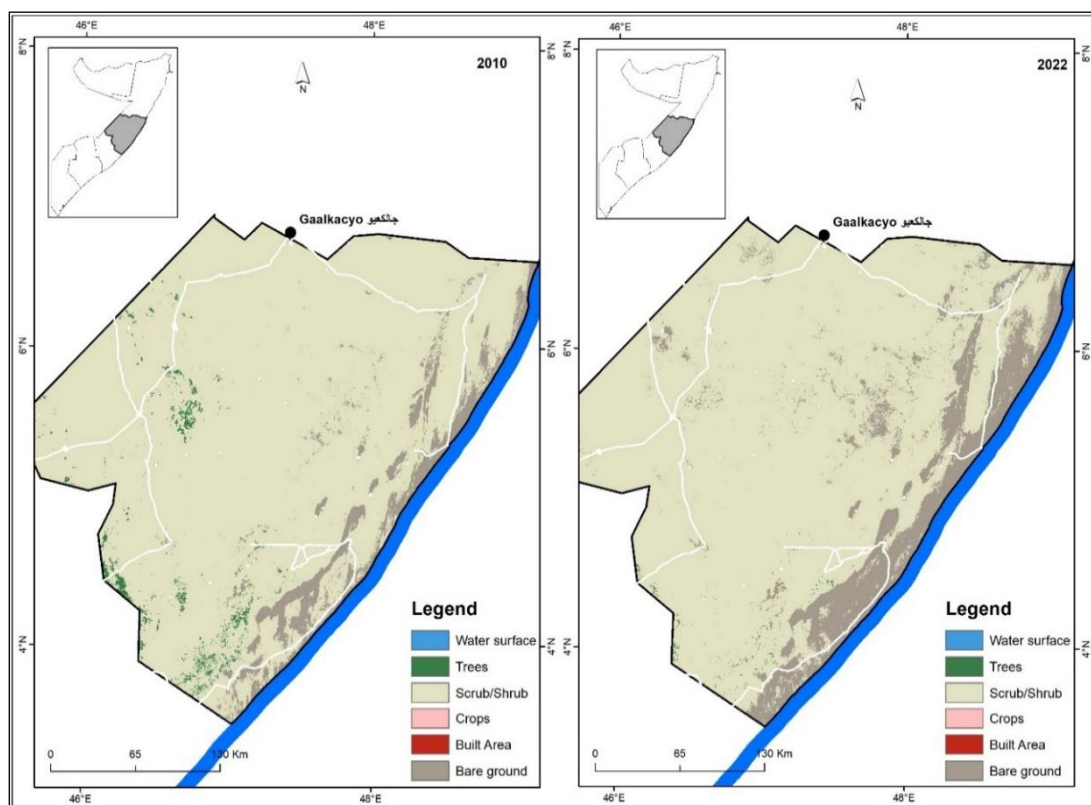 46°E
48°E
8°N
2010
N
Gaalkacyo جالكعيو
6°N
6°N
4°N
4°N
Legend
Water surface
Trees
Scrub/Shrub
Crops
Built Area
Bare ground
0 65 130 Km
46°E
48°E
46°E
48°E
8°N
8°N
2022
N
Gaalkacyo جالكعيو
6°N
6°N
4°N
4°N
Legend
Water surface
Trees
Scrub/Shrub
Crops
Built Area
Bare ground
0 65 130 Km
46°E
48°E